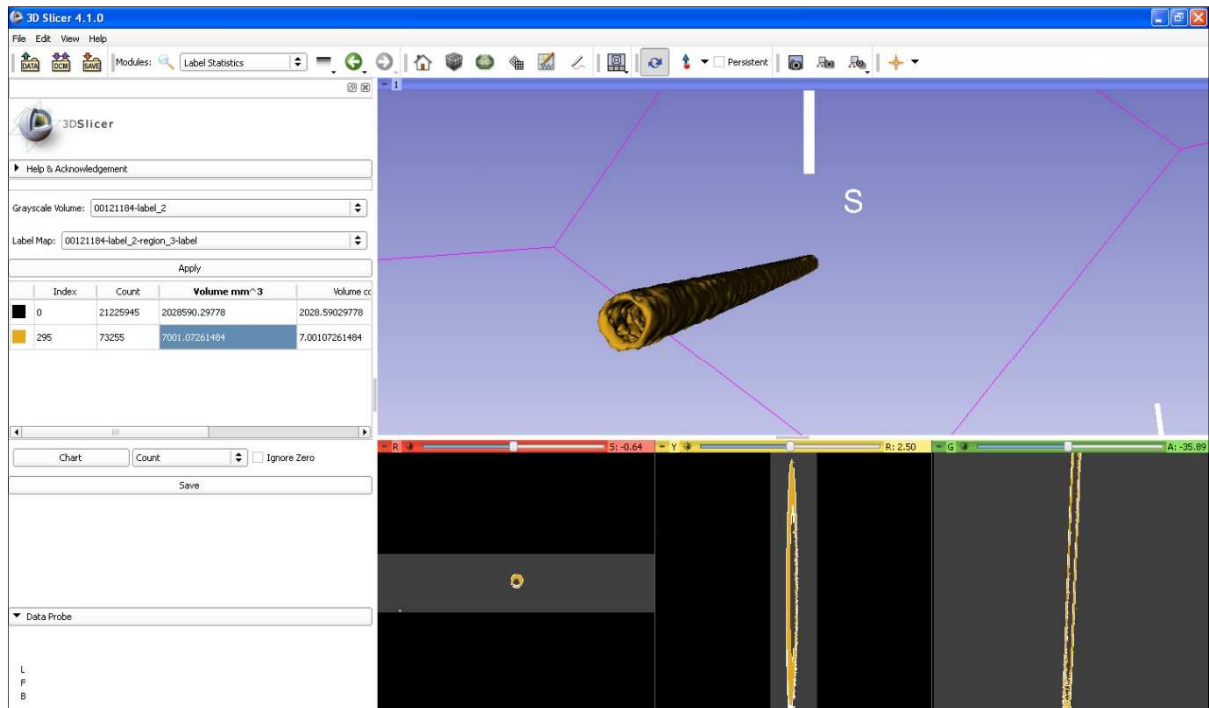 3D Slicer 4.1.0
File Edit View Help
DATA DCM SAVE Modules: Label Statistics Persistent
1
3DSlicer
Help & Acknowledgement
Grayscale Volume: 00121184-label_2
Label Map: 00121184-label_2-region_3-label
Apply
Index Count Volume mm^3 Volume cc
0 21225945 2028590.29778 2028.59029778
295 73255 7001.07261484 7.00107261484
Chart Count Ignore Zero
Save
Data Probe
L
F
B
S
R S: -0.64 Y R: 2.50 G A: -35.89